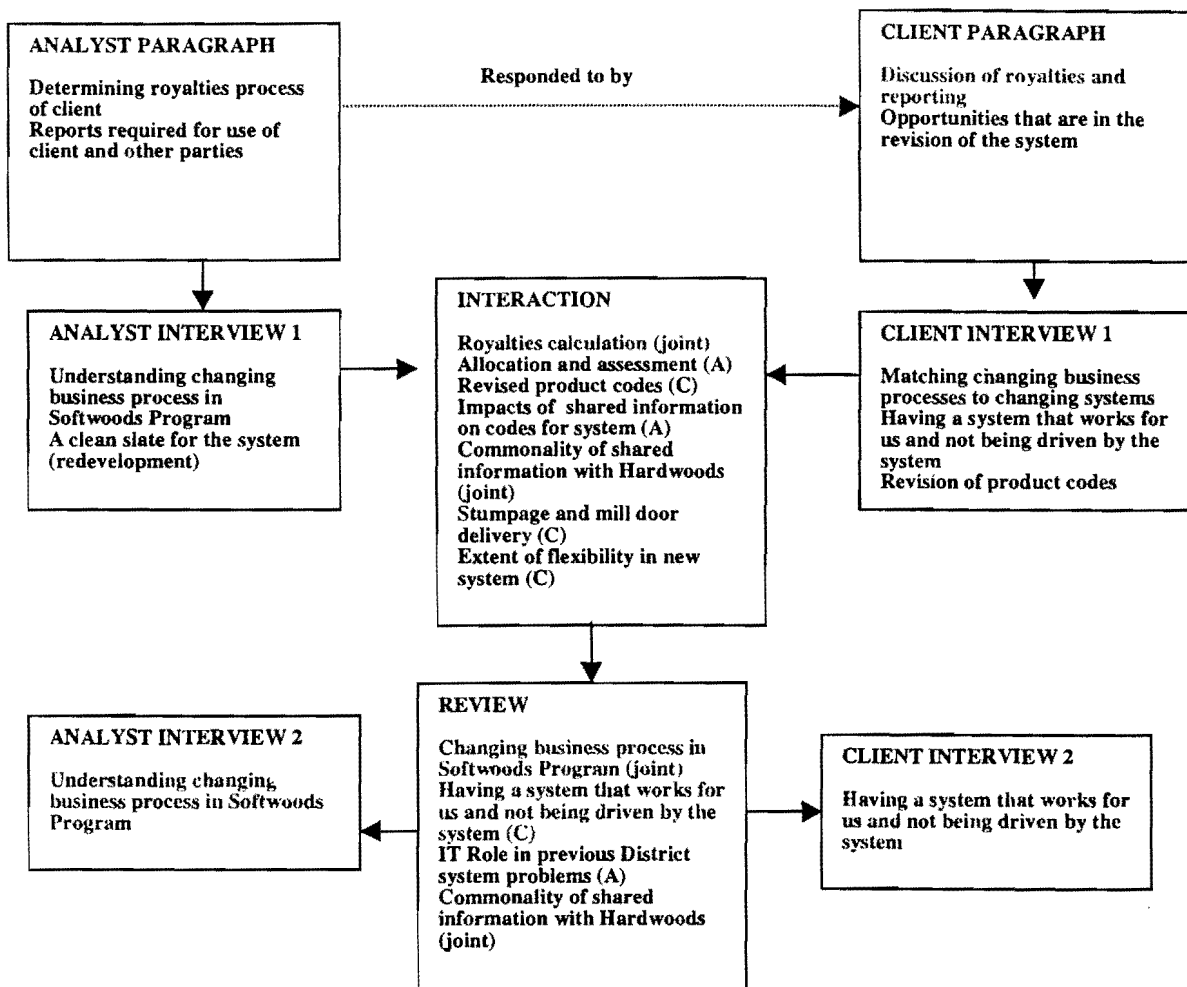 ANALYST PARAGRAPH
Determining royalties process
of client
Reports required for use of
client and other parties
Responded to by
CLIENT PARAGRAPH
Discussion of royalties and
reporting
Opportunities that are in the
revision of the system
ANALYST INTERVIEW 1
Understanding changing
business process in
Softwoods Program
A clean slate for the system
(redevelopment)
INTERACTION
Royalties calculation (joint)
Allocation and assessment (A)
Revised product codes (C)
Impacts of shared information
on codes for system (A)
Commonality of shared
information with Hardwoods
(joint)
Stumpage and mill door
delivery (C)
Extent of flexibility in new
system (C)
CLIENT INTERVIEW 1
Matching changing business
processes to changing systems
Having a system that works for
us and not being driven by the
system
Revision of product codes
ANALYST INTERVIEW 2
Understanding changing
business process in Softwoods
Program
REVIEW
Changing business process in
Softwoods Program (joint)
Having a system that works for
us and not being driven by the
system (C)
IT Role in previous District
system problems (A)
Commonality of shared
information with Hardwoods
(joint)
CLIENT INTERVIEW 2
Having a system that works for
us and not being driven by the
system